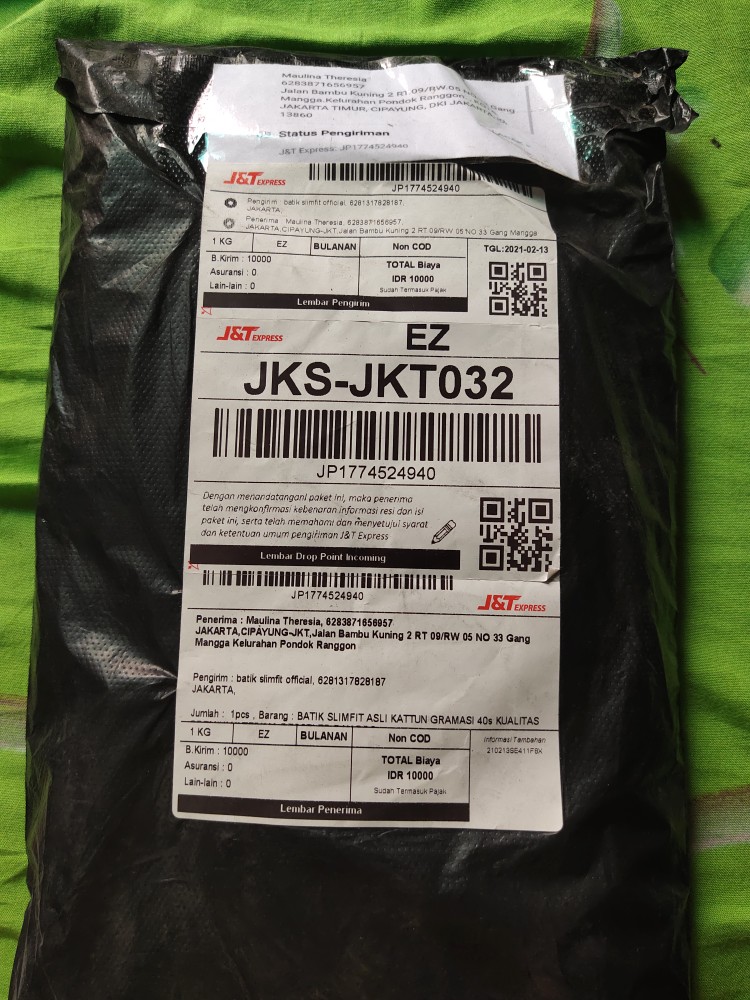 Maulina Theresia
6283871656957
Jalan Bambu Kuning 2 RT.09/RW.05 Gang
Mangga.Kelurahan Pondok Ranggon
JAKARTA TIMUR, CIPAYUNG, DKI JAKARTA
13860
Status Pengiriman
J&T Express: JP1774524940
J&T EXPRESS
JP1774524940
Pengirim : batik slimfit official, 6281317828187,
JAKARTA,
Penerima : Maulina Theresia, 6283871656957,
JAKARTA,CIPAYUNG-JKT,Jalan Bambu Kuning 2 RT 09/RW 05 NO 33 Gang Mangga
1 KG EZ BULANAN Non COD TGL:2021-02-13
B.Kirim : 10000
Asuransi : 0
Lain-lain : 0
TOTAL Biaya
IDR 10000
Sudah Termasuk Pajak
Lembar Pengirim
J&T EXPRESS EZ
JKS-JKT032
JP1774524940
Dengan menandatangani paket ini, maka penerima
telah mengkonfirmasi kebenaran informasi resi dan isi
paket ini, serta telah memahami dan menyetujui syarat
dan ketentuan umum pengiriman J&T Express
Lembar Drop Point Incoming
JP1774524940
J&T EXPRESS
Penerima : Maulina Theresia, 6283871656957
JAKARTA,CIPAYUNG-JKT,Jalan Bambu Kuning 2 RT 09/RW 05 NO 33 Gang
Mangga Kelurahan Pondok Ranggon
Pengirim : batik slimfit official, 6281317828187
JAKARTA,
Jumlah : 1pcs , Barang : BATIK SLIMFIT ASLI KATTUN GRAMASI 40s KUALITAS
1 KG EZ BULANAN Non COD
Informasi Tambahan
B.Kirim : 10000
Asuransi : 0
Lain-lain : 0
TOTAL Biaya
IDR 10000
Sudah Termasuk Pajak
Lembar Penerima